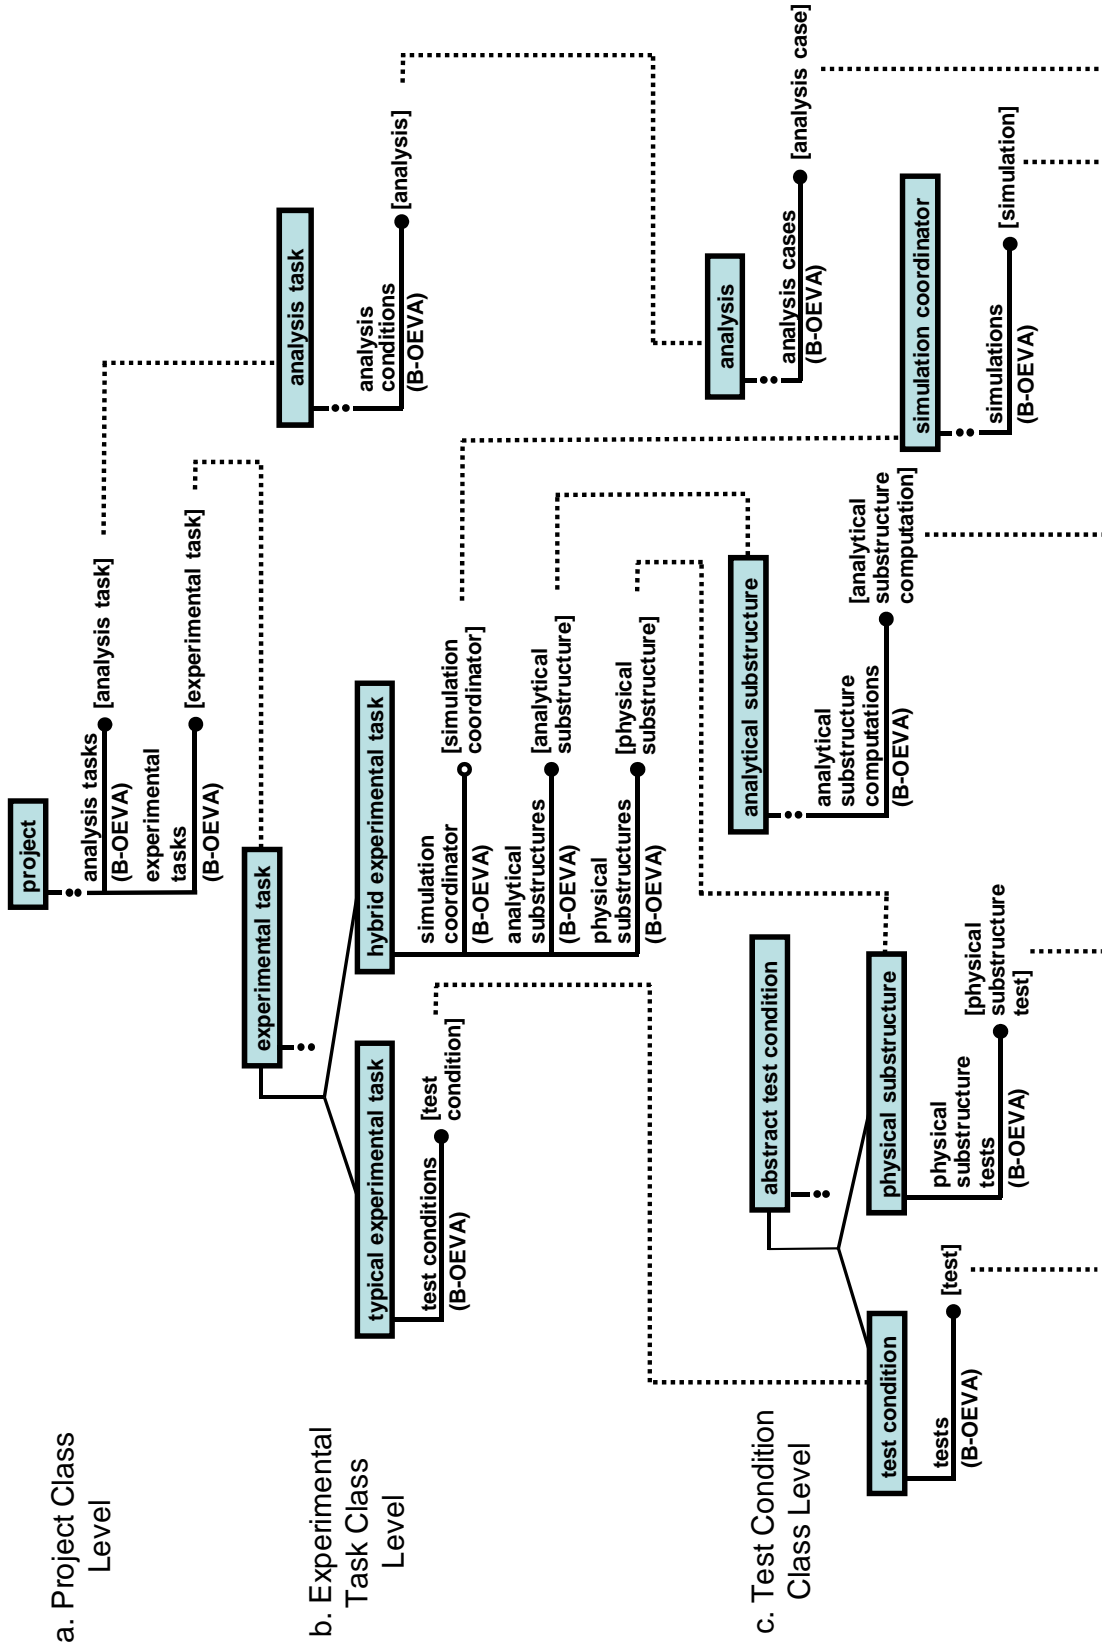 a. Project Class
Level
project
analysis tasks
(B-OEVA)
[analysis task]
experimental
tasks
(B-OEVA)
[experimental task]
b. Experimental
Task Class
Level
experimental task
analysis task
analysis
conditions
(B-OEVA)
[analysis]
typical experimental task
test conditions
(B-OEVA)
[test
condition]
hybrid experimental task
simulation
coordinator
(B-OEVA)
[simulation
coordinator]
analytical
substructures
(B-OEVA)
[analytical
substructure]
physical
substructures
(B-OEVA)
[physical
substructure]
c. Test Condition
Class Level
abstract test condition
analytical substructure
analytical
substructure
computations
(B-OEVA)
[analytical
substructure
computation]
analysis
analysis cases
(B-OEVA)
[analysis case]
test condition
tests
(B-OEVA)
[test]
physical substructure
physical
substructure
tests
(B-OEVA)
[physical
substructure
test]
simulation coordinator
simulations
(B-OEVA)
[simulation]